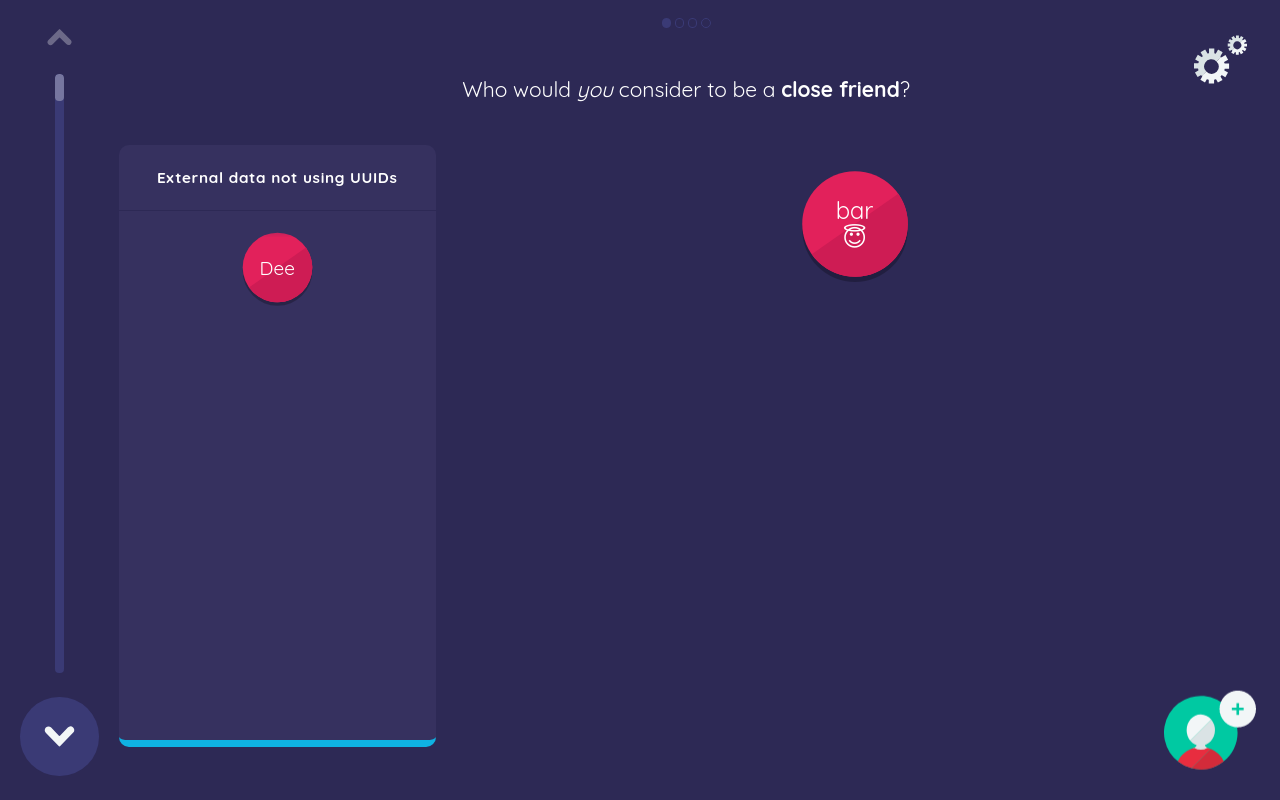 Who would you consider to be a close friend?
External data not using UUIDs
Dee
bar